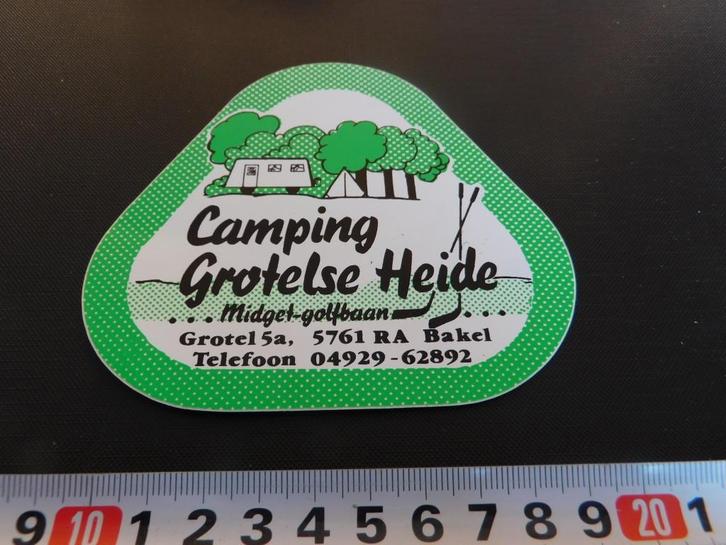 Camping
Grotelse Heide
...Midget-golfbaan
Grotel 5a, 5761 RA Bakel
Telefoon 04929-62892
9 10 1 2 3 4 5 6 7 8 9 20 1